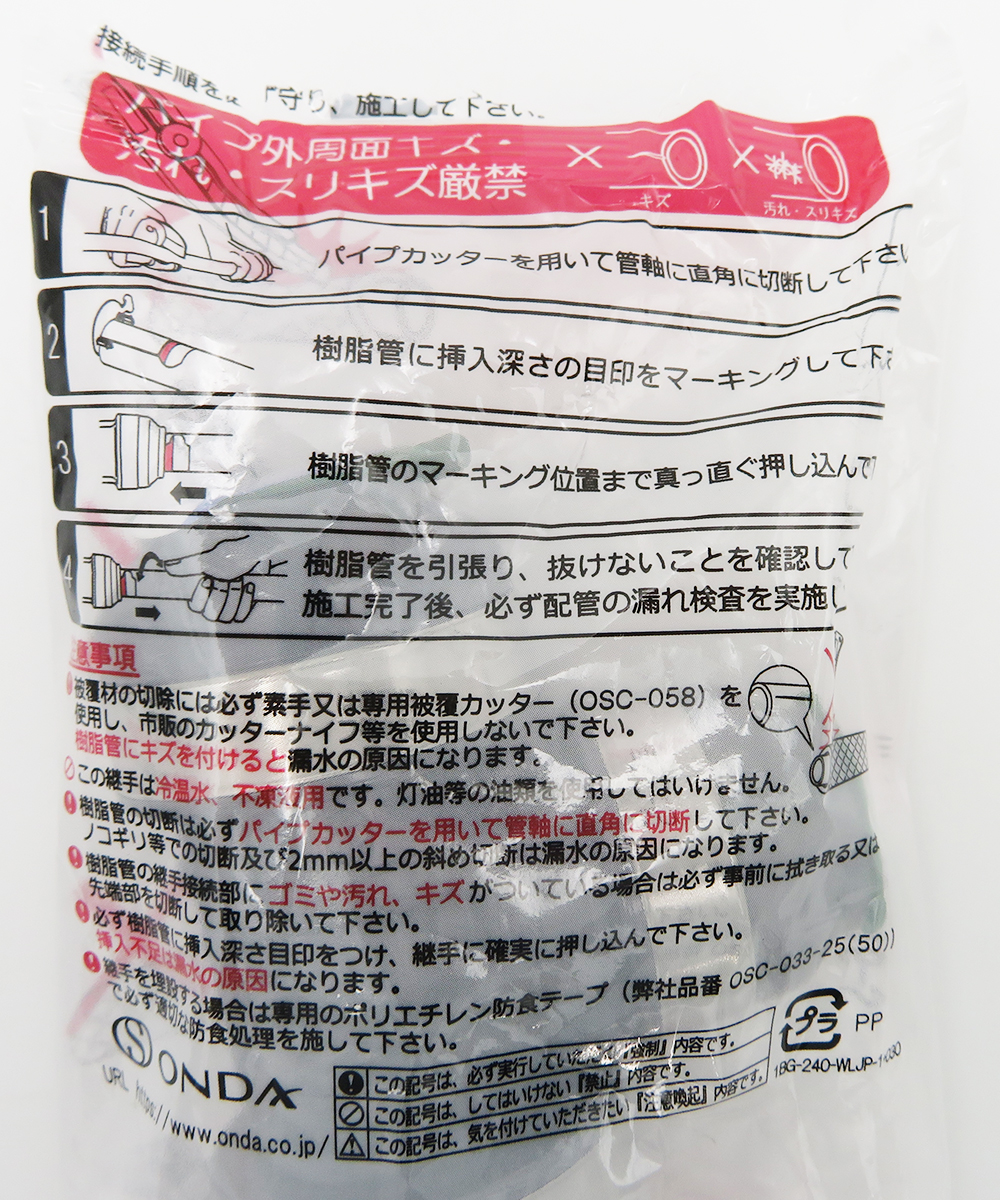 接続手順を 守り、施工して下さい。
パイプ外周面キズ・
汚れ・スリキズ厳禁
× キズ
× 汚れ・スリキズ
1 パイプカッターを用いて管軸に直角に切断して下さい
2 樹脂管に挿入深さの目印をマーキングして下さ
3 樹脂管のマーキング位置まで真っ直ぐ押し込んで
4 樹脂管を引張り、抜けないことを確認して
施工完了後、必ず配管の漏れ検査を実施し
注意事項
被覆材の切除には必ず素手又は専用被覆カッター（OSC-058）を
使用し、市販のカッターナイフ等を使用しないで下さい。
樹脂管にキズを付けると漏水の原因になります。
この継手は冷温水、不凍液用です。灯油等の油類を使用してはいけません。
樹脂管の切断は必ずパイプカッターを用いて管軸に直角に切断して下さい。
ノコギリ等での切断及び2mm以上の斜め切断は漏水の原因になります。
樹脂管の継手接続部にゴミや汚れ、キズがついている場合は必ず事前に拭き取る又は
先端部を切断して取り除いて下さい。
必ず樹脂管に挿入深さ目印をつけ、継手に確実に押し込んで下さい。
挿入不足は漏水の原因になります。
継手を埋設する場合は専用のポリエチレン防食テープ（弊社品番 OSC-033-25(50)）
で必ず適切な防食処理を施して下さい。
プラ PP
1BG-240-WLJP-
ONDA
URL https://www.onda.co.jp/
この記号は、必ず実行していただく『強制』内容です。
この記号は、してはいけない『禁止』内容です。
この記号は、気を付けていただきたい『注意喚起』内容です。